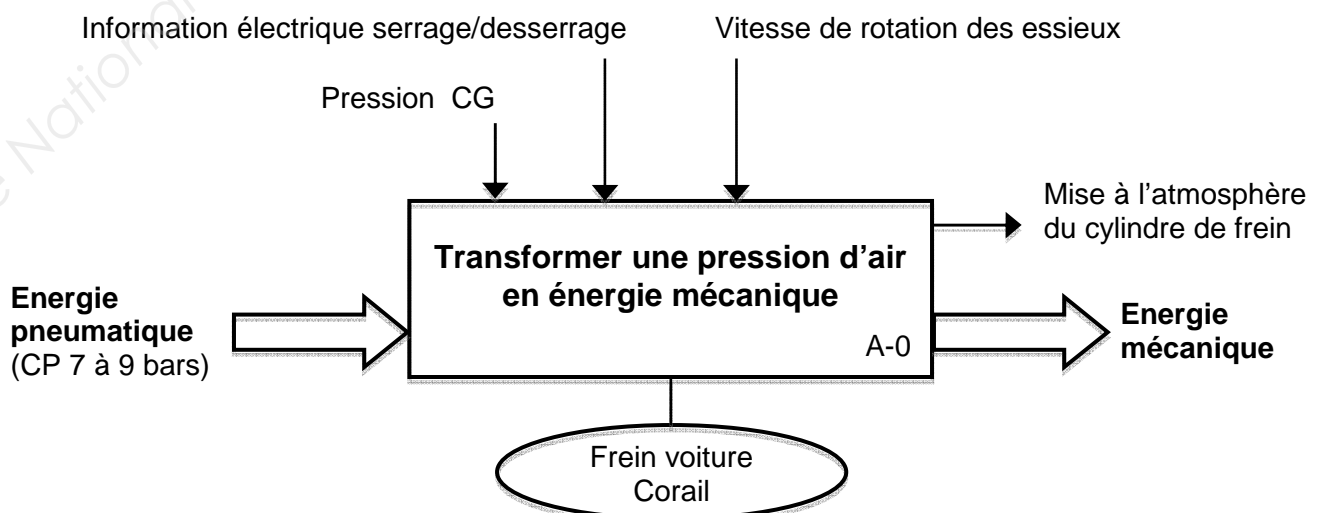 Information électrique serrage/desserrage
Vitesse de rotation des essieux
Pression CG
Mise à l'atmosphère
du cylindre de frein
Transformer une pression d'air
en énergie mécanique
A-0
Energie
pneumatique
(CP 7 à 9 bars)
Energie
mécanique
Frein voiture
Corail